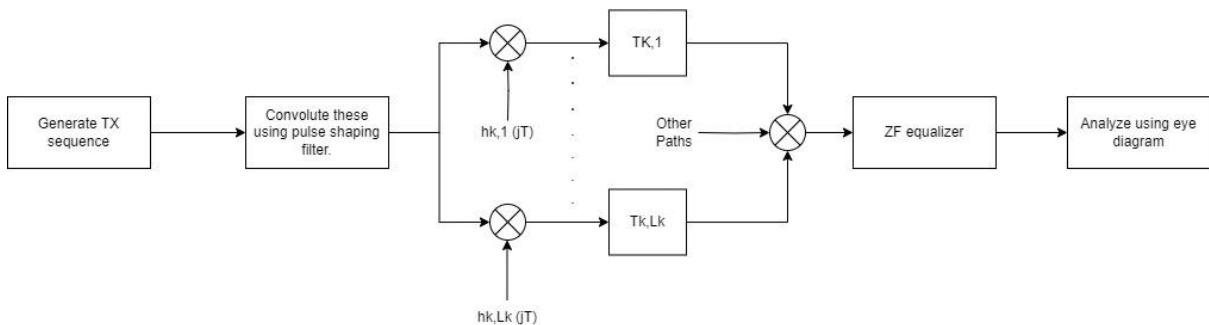 Generate TX
sequence
Convolute these
using pulse shaping
filter.
hk,1 (jT)
hk,Lk (jT)
TK,1
Tk,Lk
Other
Paths
ZF equalizer
Analyze using eye
diagram